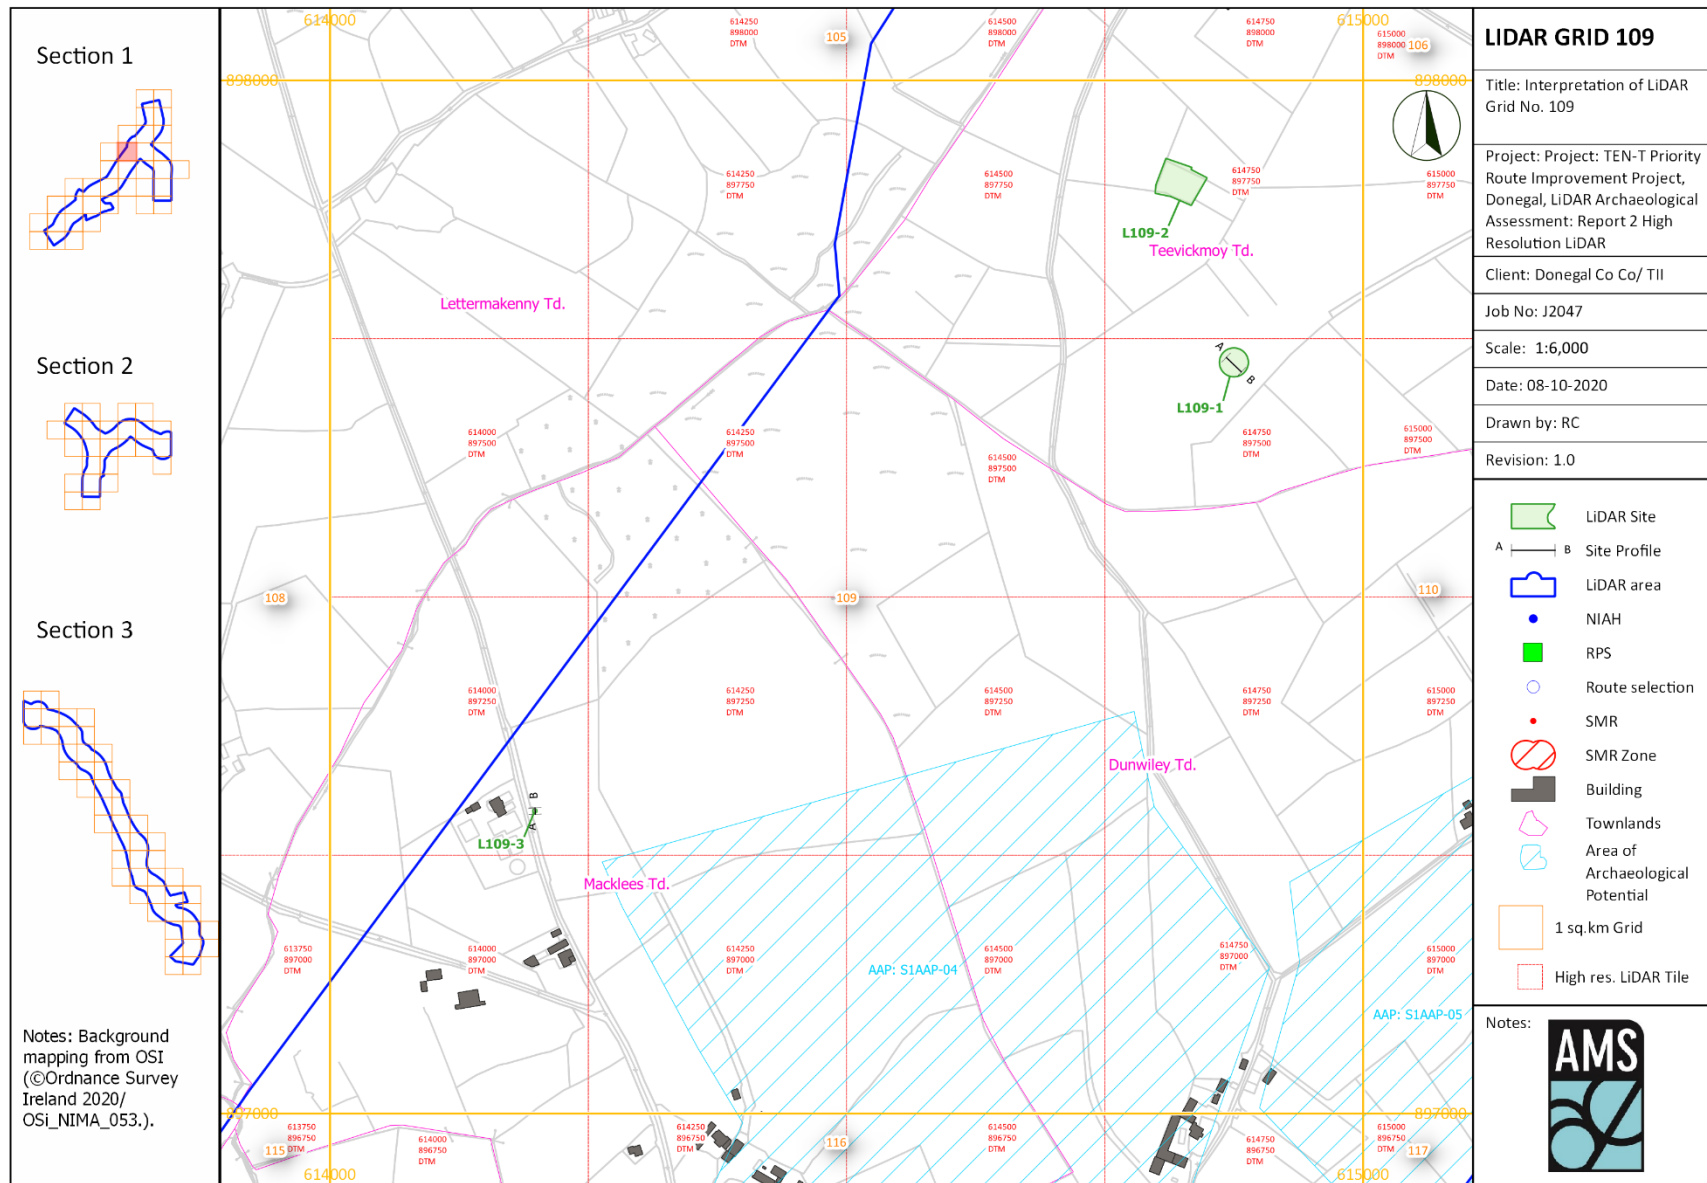 Section 1
Section 2
Section 3
Notes: Background
mapping from OSI
(©Ordnance Survey
Ireland 2020/
OSi_NIMA_053.).
614000
615000
898000
898000
105
106
614250
898000
DTM
614500
898000
DTM
614750
898000
DTM
615000
898000
DTM
614250
897750
DTM
614500
897750
DTM
614750
897750
DTM
615000
897750
DTM
L109-2
Teevickmoy Td.
Lettermakenny Td.
A
B
L109-1
614000
897500
DTM
614250
897500
DTM
614500
897500
DTM
614750
897500
DTM
615000
897500
DTM
108
109
110
614000
897250
DTM
614250
897250
DTM
614500
897250
DTM
614750
897250
DTM
615000
897250
DTM
Dunwiley Td.
B
A
L109-3
Macklees Td.
613750
897000
DTM
614000
897000
DTM
614250
897000
DTM
614500
897000
DTM
614750
897000
DTM
615000
897000
DTM
AAP: S1AAP-04
AAP: S1AAP-05
897000
897000
613750
896750
DTM
614000
896750
DTM
614250
896750
DTM
614500
896750
DTM
614750
896750
DTM
615000
896750
DTM
115
116
117
614000
615000
LIDAR GRID 109
Title: Interpretation of LiDAR
Grid No. 109
Project: Project: TEN-T Priority
Route Improvement Project,
Donegal, LiDAR Archaeological
Assessment: Report 2 High
Resolution LiDAR
Client: Donegal Co Co/ TII
Job No: J2047
Scale: 1:6,000
Date: 08-10-2020
Drawn by: RC
Revision: 1.0
LiDAR Site
A B Site Profile
LiDAR area
NIAH
RPS
Route selection
SMR
SMR Zone
Building
Townlands
Area of
Archaeological
Potential
1 sq.km Grid
High res. LiDAR Tile
Notes:
AMS